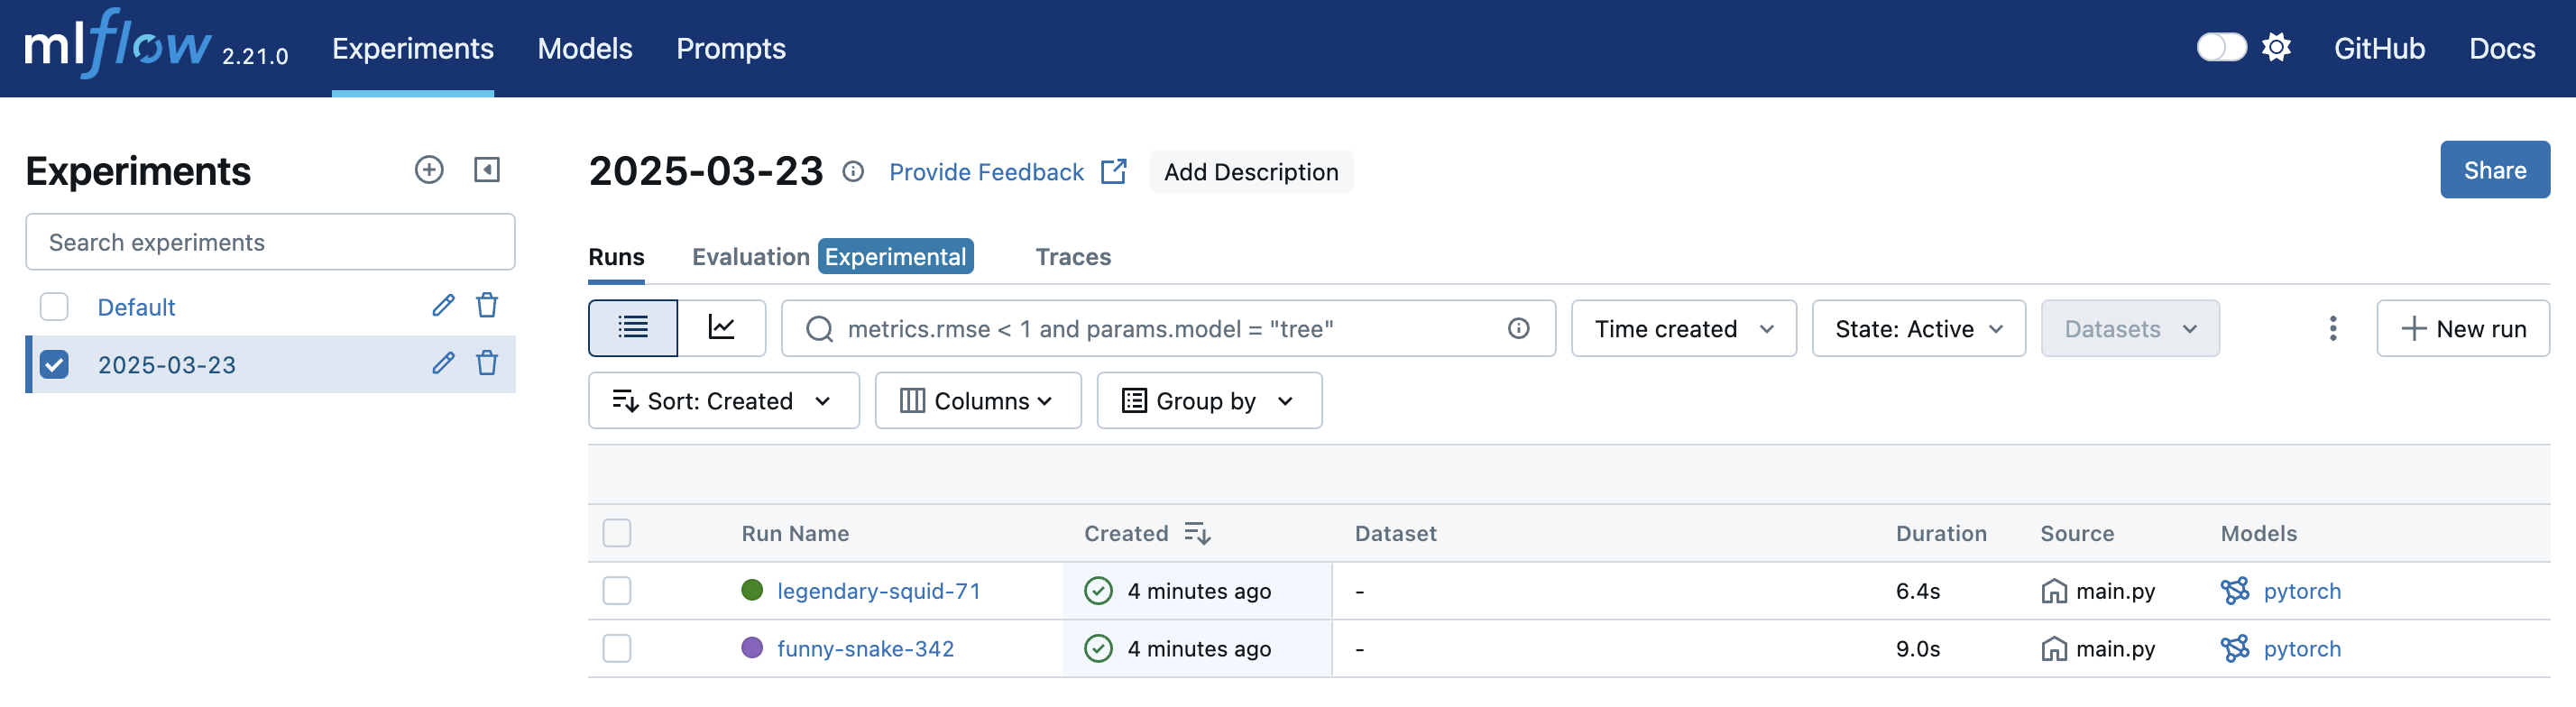 mlflow 2.21.0 Experiments Models Prompts GitHub Docs
Experiments
Search experiments
Default
2025-03-23
2025-03-23 Provide Feedback Add Description Share
Runs Evaluation Experimental Traces
metrics.rmse < 1 and params.model = "tree" Time created State: Active Datasets New run
Sort: Created Columns Group by
Run Name Created Dataset Duration Source Models
legendary-squid-71 4 minutes ago - 6.4s main.py pytorch
funny-snake-342 4 minutes ago - 9.0s main.py pytorch